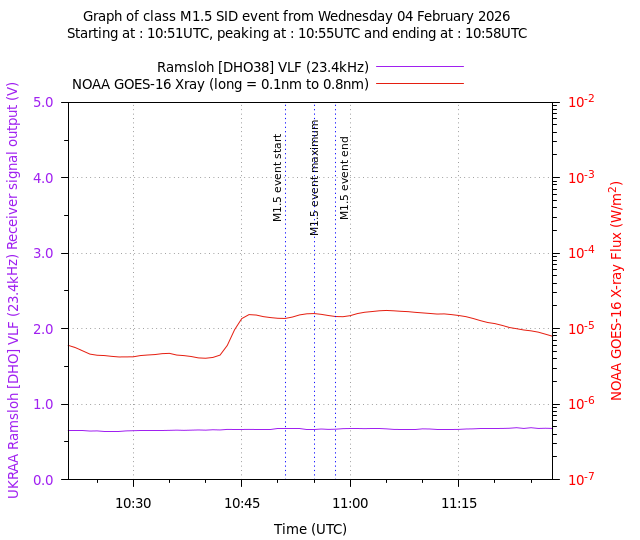 Graph of class M1.5 SID event from Wednesday 04 February 2026
Starting at : 10:51UTC, peaking at : 10:55UTC and ending at : 10:58UTC
Ramsloh [DHO38] VLF (23.4kHz)
NOAA GOES-16 Xray (long = 0.1nm to 0.8nm)
UKRAA Ramsloh [DHO] VLF (23.4kHz) Receiver signal output (V)
5.0
4.0
3.0
2.0
1.0
0.0
M1.5 event start
M1.5 event maximum
M1.5 event end
10⁻²
10⁻³
10⁻⁴
10⁻⁵
10⁻⁶
10⁻⁷
NOAA GOES-16 X-ray Flux (W/m²)
10:30 10:45 11:00 11:15
Time (UTC)